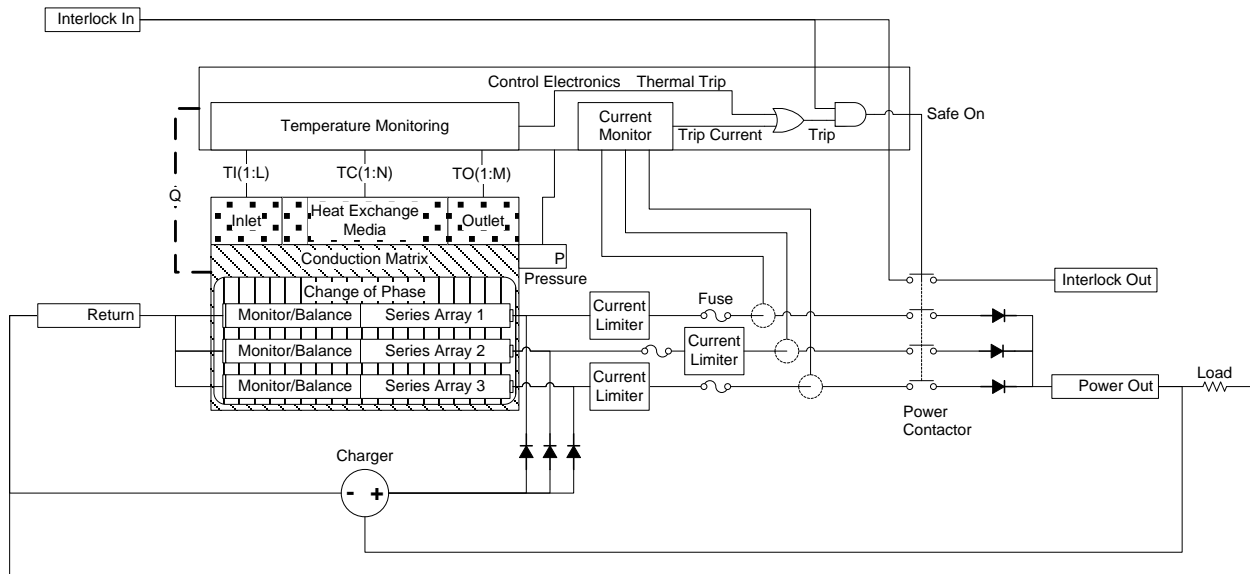 Interlock In
Control Electronics Thermal Trip
Temperature Monitoring
Current
Monitor
Trip Current
Trip
Safe On
TI(1:L)
TC(1:N)
TO(1:M)
Q
Inlet
Heat Exchange
Media
Outlet
Conduction Matrix
P
Pressure
Change of Phase
Interlock Out
Return
Monitor/Balance
Series Array 1
Current
Limiter
Fuse
Monitor/Balance
Series Array 2
Current
Limiter
Monitor/Balance
Series Array 3
Current
Limiter
Power Out
Load
Power
Contactor
Charger
- +